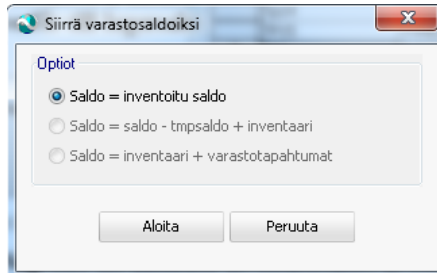 Siirrä varastosaldoiksi
Optiot
Saldo = inventoitu saldo
Saldo = saldo - tmpsaldo + inventaari
Saldo = inventaari + varastotapahtumat
Aloita
Peruuta